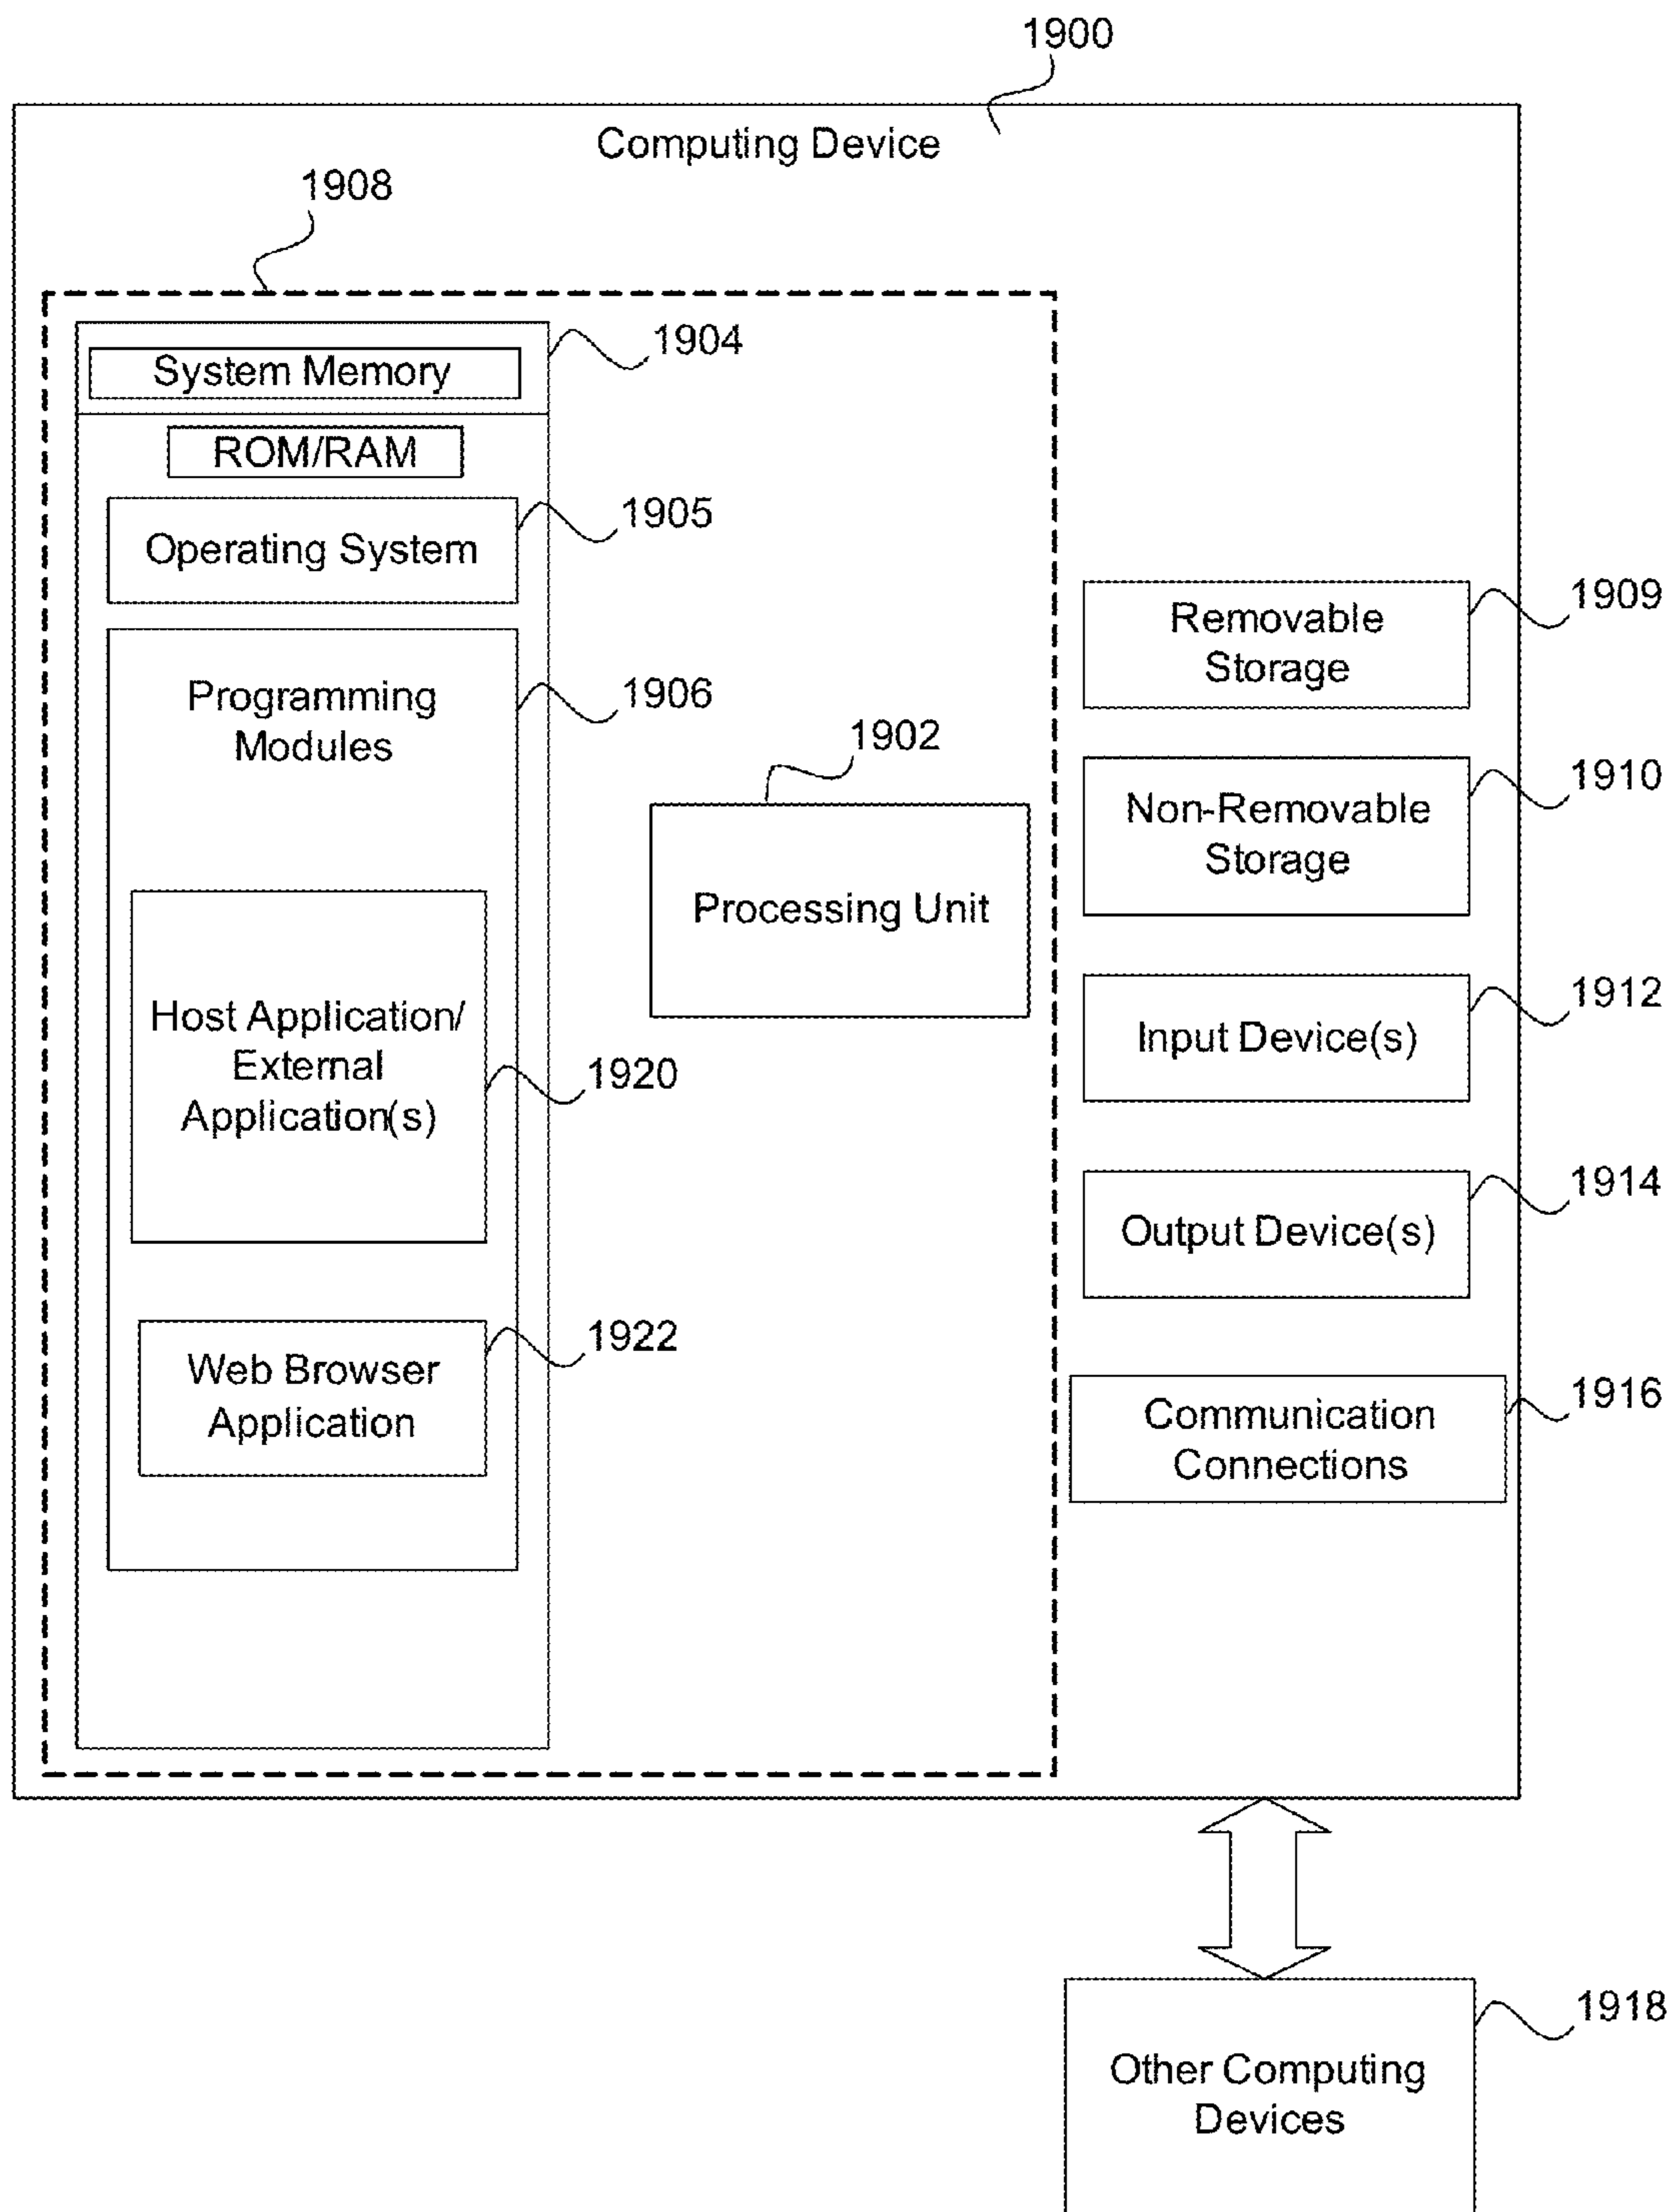 1900
Computing Device
1908
1904
System Memory
ROM/RAM
1905
Operating System
1909
Removable
Storage
1906
Programming
Modules
1902
1910
Non-Removable
Storage
Processing Unit
1912
Input Device(s)
Host Application/
External
Application(s)
1920
1914
Output Device(s)
1922
Web Browser
Application
1916
Communication
Connections
1918
Other Computing
Devices